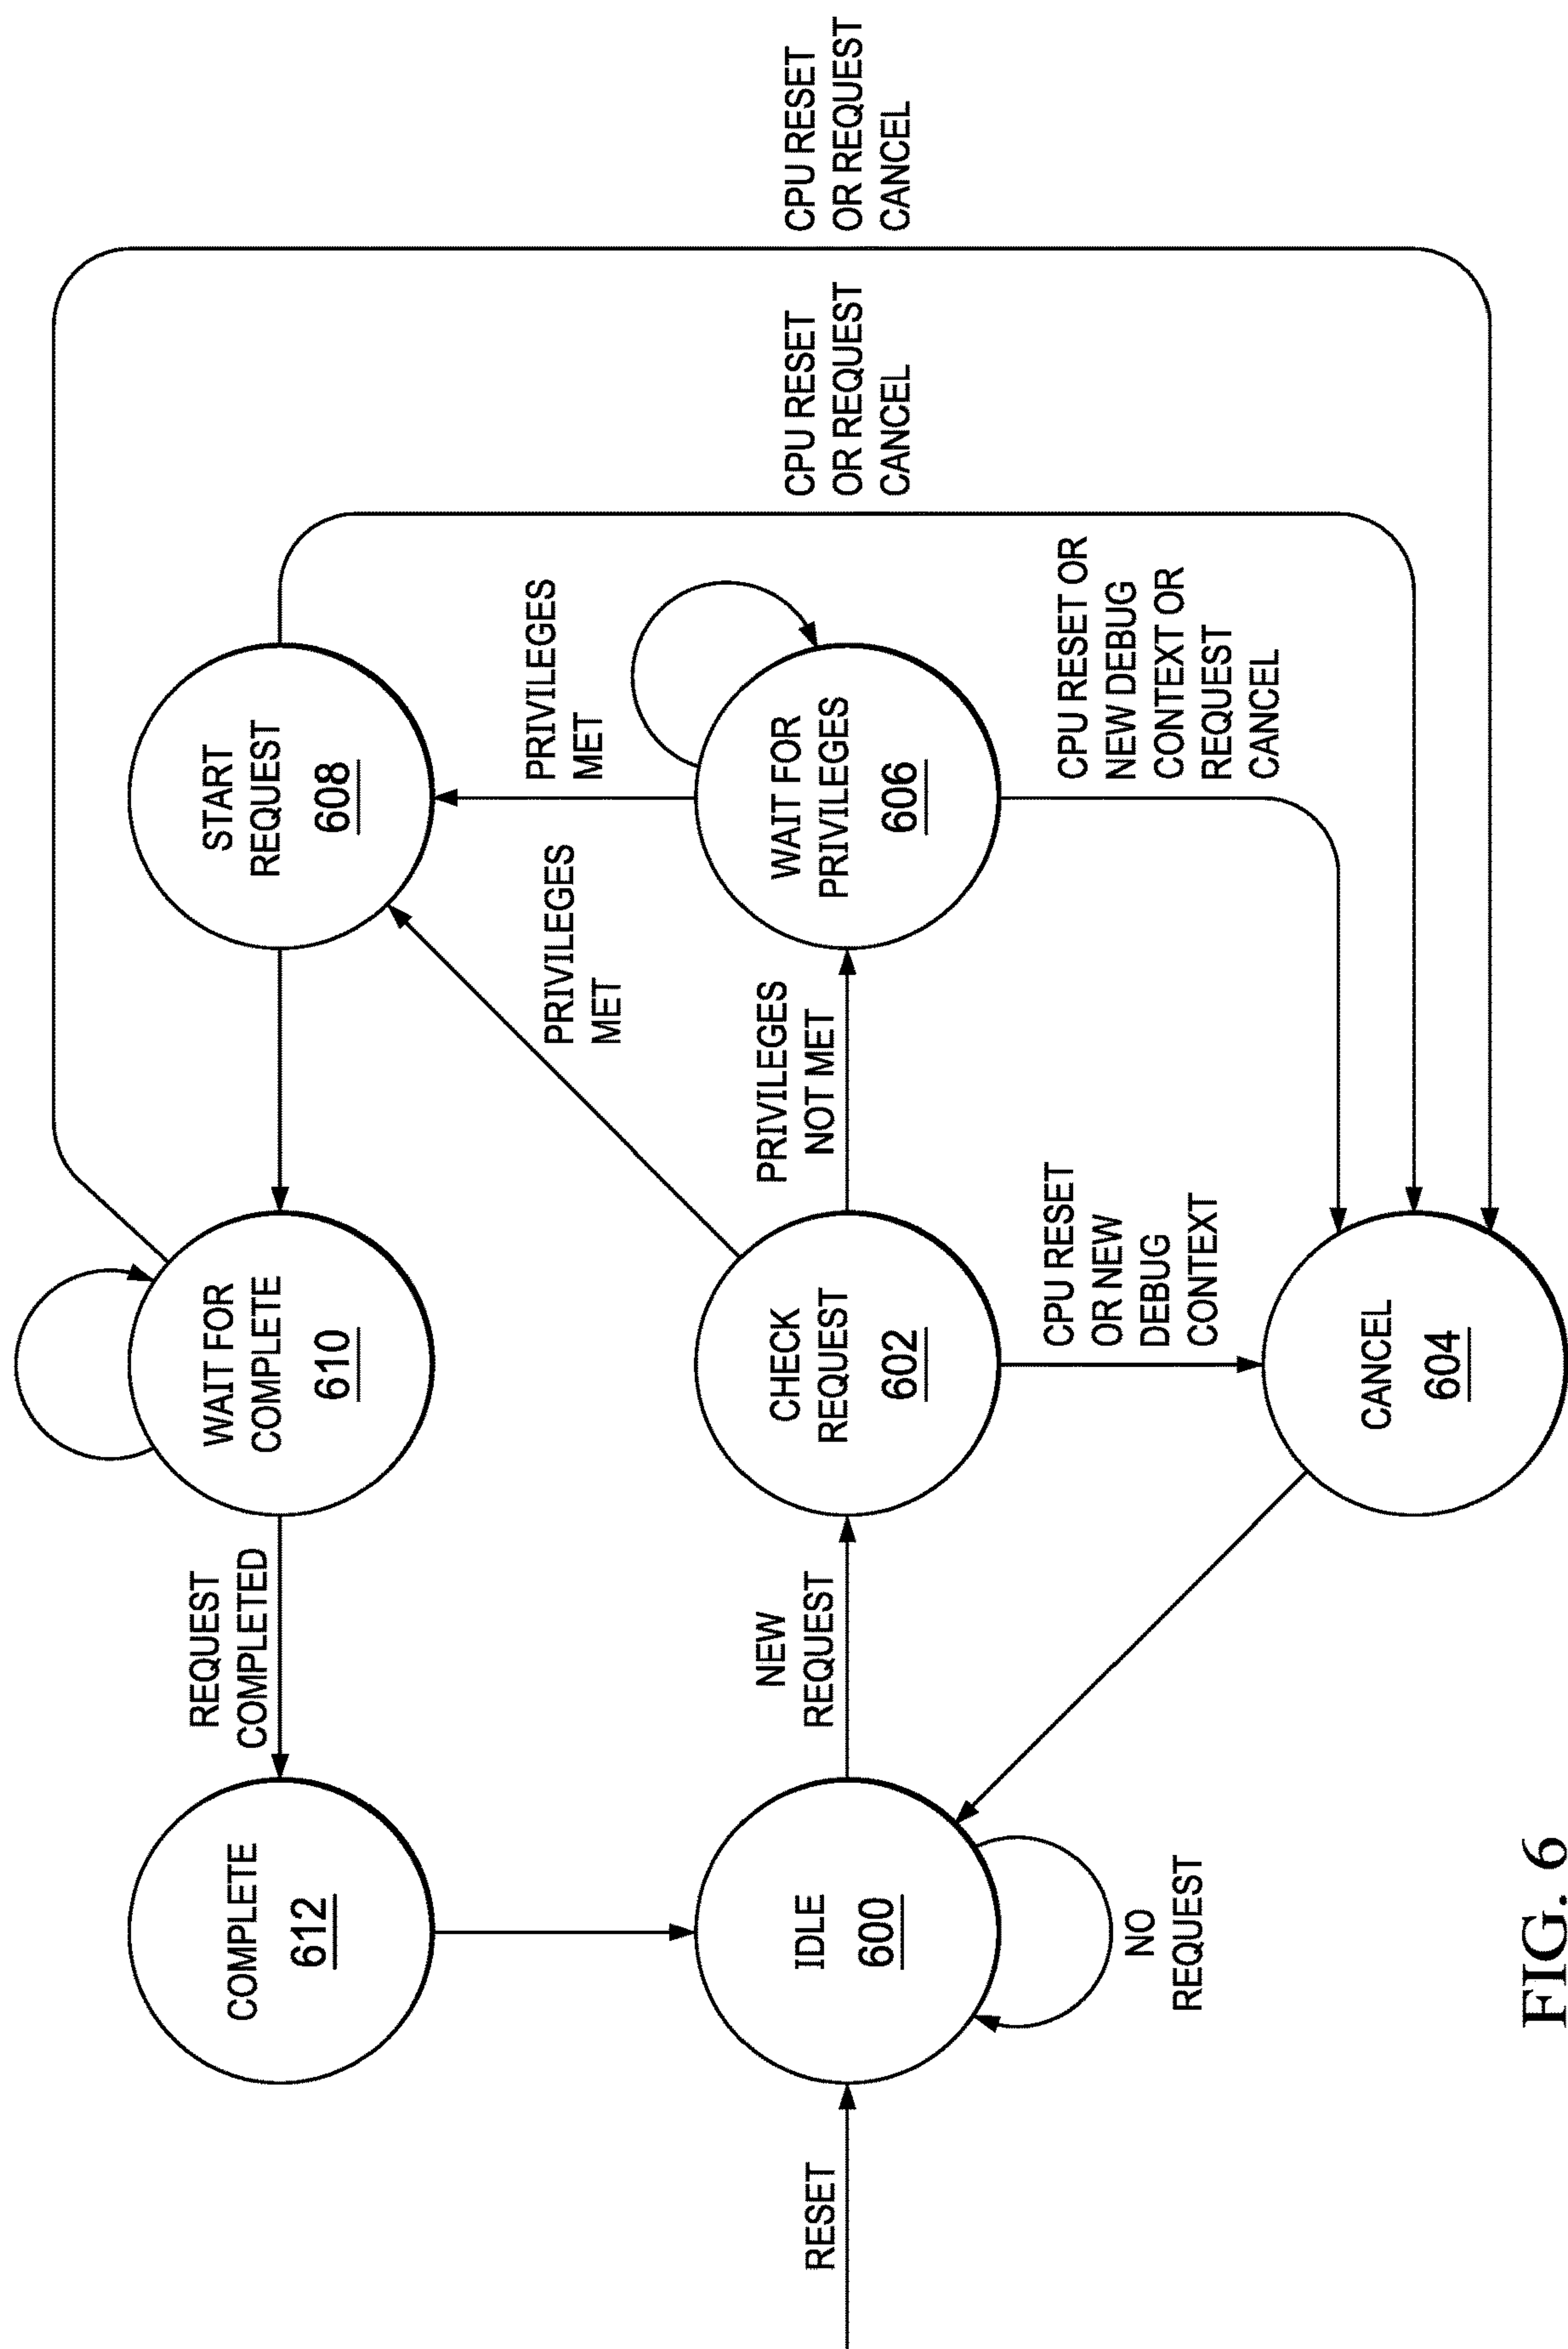 CPU RESET
OR REQUEST
CANCEL
CPU RESET
OR REQUEST
CANCEL
WAIT FOR
COMPLETE
610
START
REQUEST
608
COMPLETE
612
REQUEST
COMPLETED
PRIVILEGES
MET
PRIVILEGES
MET
RESET
IDLE
600
NEW
REQUEST
CHECK
REQUEST
602
PRIVILEGES
NOT MET
WAIT FOR
PRIVILEGES
606
NO
REQUEST
CPU RESET
OR NEW
DEBUG
CONTEXT
CPU RESET OR
NEW DEBUG
CONTEXT OR
REQUEST
CANCEL
CANCEL
604
FIG. 6